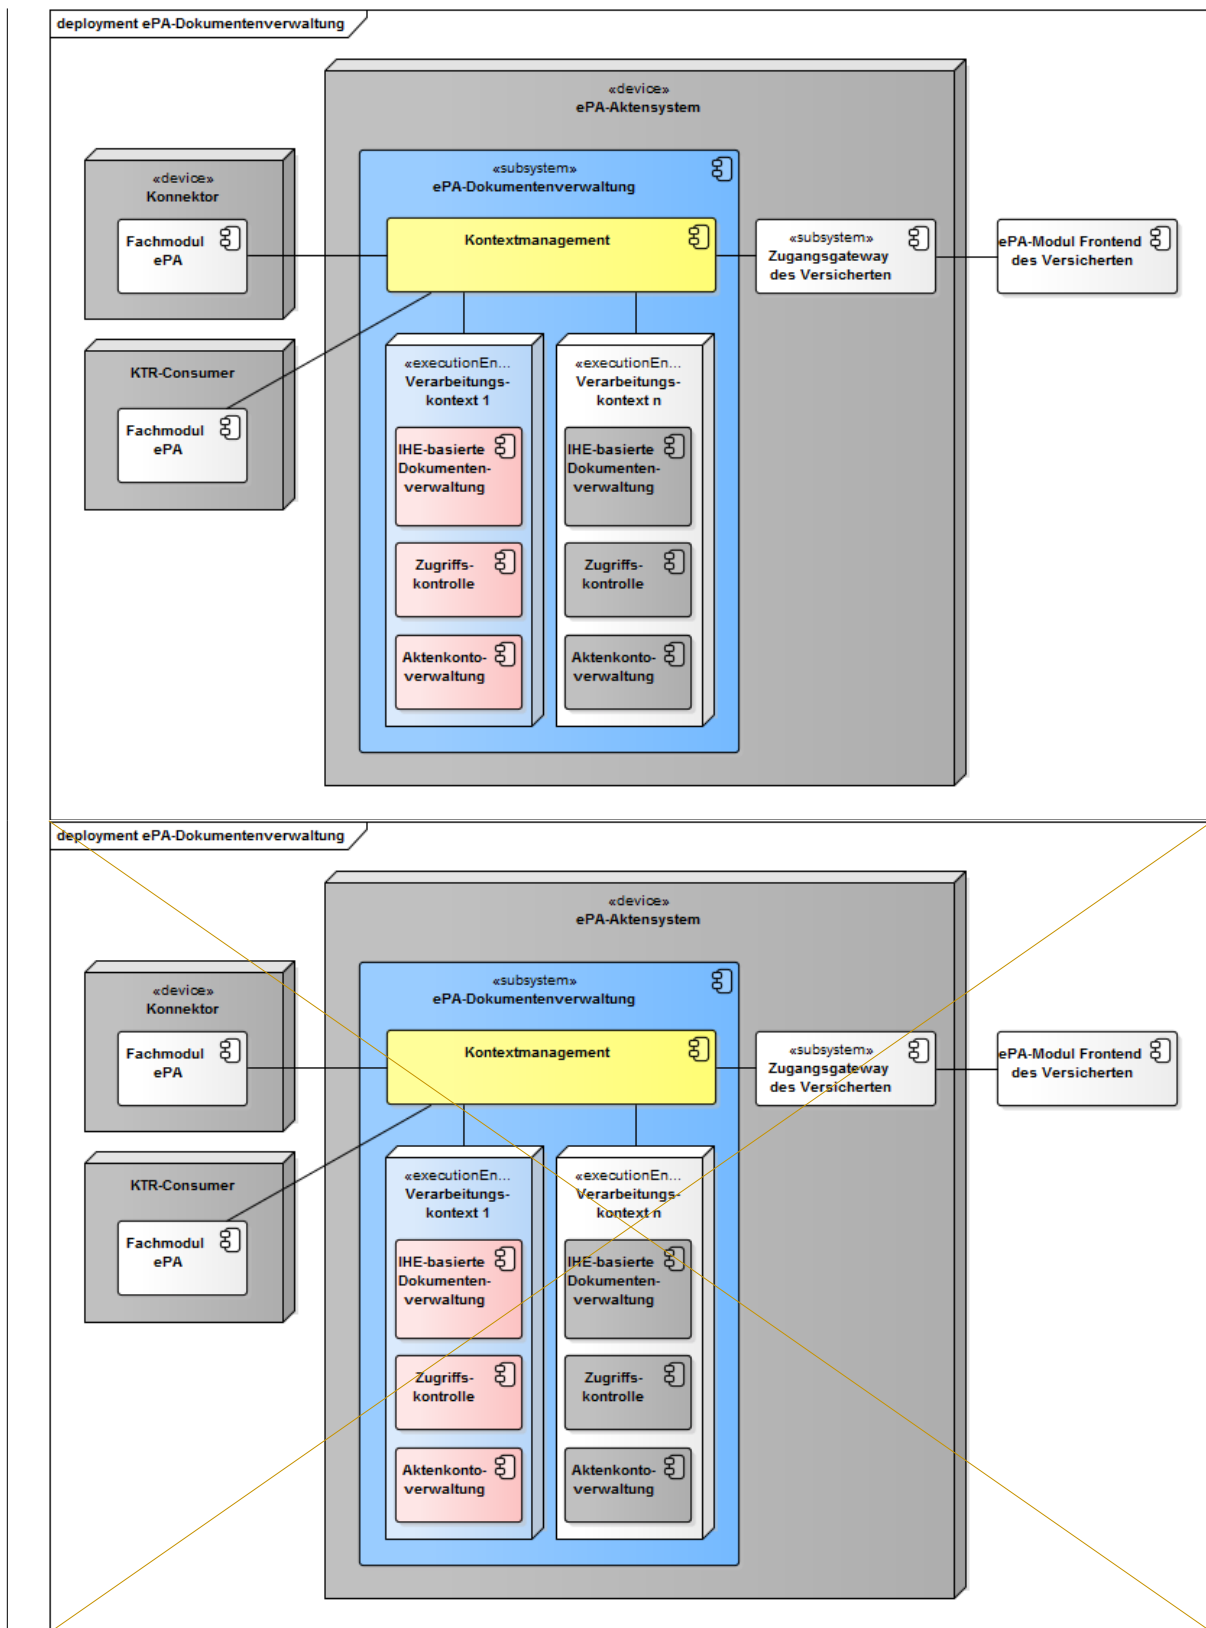 deployment ePA-Dokumentenverwaltung
«device»
ePA-Aktensystem
«device»
Konnektor
Fachmodul
ePA
«subsystem»
ePA-Dokumentenverwaltung
Kontextmanagement
«subsystem»
Zugangsgateway
des Versicherten
ePA-Modul Frontend
des Versicherten
KTR-Consumer
Fachmodul
ePA
«executionEn...
Verarbeitungs-
kontext 1
IHE-basierte
Dokumenten-
verwaltung
Zugriffs-
kontrolle
Aktenkonto-
verwaltung
«executionEn...
Verarbeitungs-
kontext n
IHE-basierte
Dokumenten-
verwaltung
Zugriffs-
kontrolle
Aktenkonto-
verwaltung
deployment ePA-Dokumentenverwaltung
«device»
ePA-Aktensystem
«device»
Konnektor
Fachmodul
ePA
«subsystem»
ePA-Dokumentenverwaltung
Kontextmanagement
«subsystem»
Zugangsgateway
des Versicherten
ePA-Modul Frontend
des Versicherten
KTR-Consumer
Fachmodul
ePA
«executionEn...
Verarbeitungs-
kontext 1
IHE-basierte
Dokumenten-
verwaltung
Zugriffs-
kontrolle
Aktenkonto-
verwaltung
«executionEn...
Verarbeitungs-
kontext n
IHE-basierte
Dokumenten-
verwaltung
Zugriffs-
kontrolle
Aktenkonto-
verwaltung